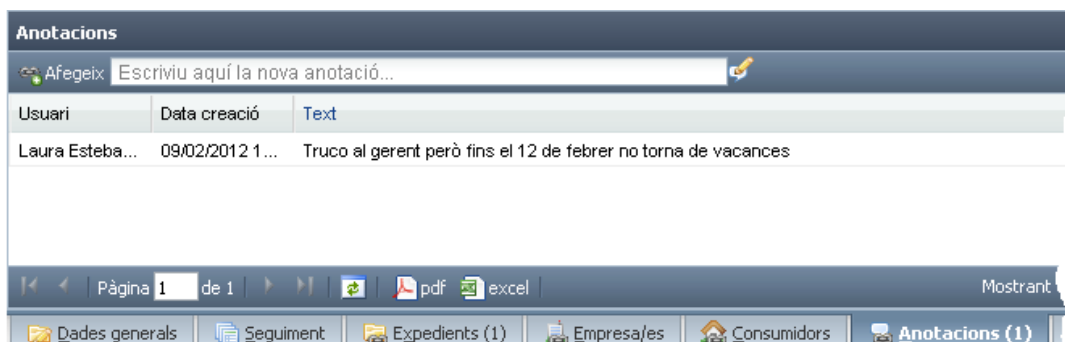 Anotacions
Afegeix Escriviu aquí la nova anotació...
Usuari Data creació Text
Laura Esteba... 09/02/2012 1... Truco al gerent però fins el 12 de febrer no torna de vacances
Pàgina 1 de 1 pdf excel Mostrant
Dades generals Seguiment Expedients (1) Empresa/es Consumidors Anotacions (1)